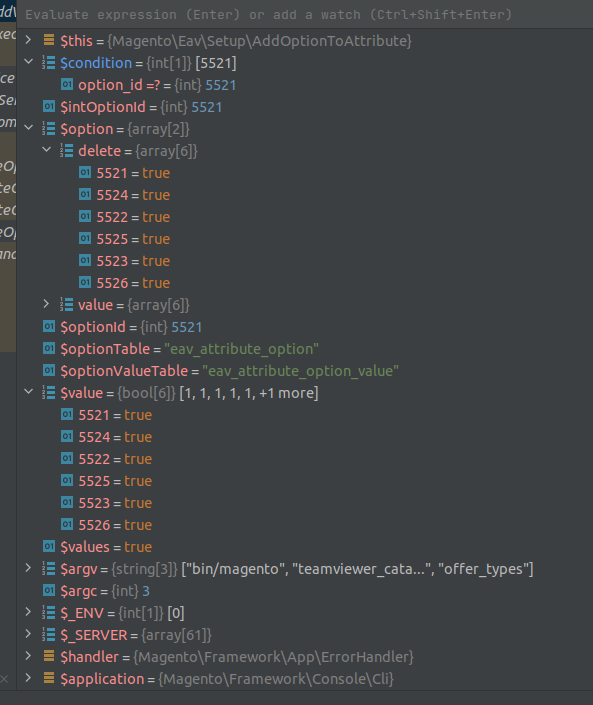 Evaluate expression (Enter) or add a watch (Ctrl+Shift+Enter)
$this = {Magento\Eav\Setup\AddOptionToAttribute}
$condition = {int[1]} [5521]
option_id =? = {int} 5521
$intOptionId = {int} 5521
$option = {array[2]}
delete = {array[6]}
5521 = true
5524 = true
5522 = true
5525 = true
5523 = true
5526 = true
value = {array[6]}
$optionId = {int} 5521
$optionTable = "eav_attribute_option"
$optionValueTable = "eav_attribute_option_value"
$value = {bool[6]} [1, 1, 1, 1, 1, +1 more]
5521 = true
5524 = true
5522 = true
5525 = true
5523 = true
5526 = true
$values = true
$argv = {string[3]} ["bin/magento", "teamviewer_cata...", "offer_types"]
$argc = {int} 3
$_ENV = {int[1]} [0]
$_SERVER = {array[61]}
$handler = {Magento\Framework\App\ErrorHandler}
$application = {Magento\Framework\Console\Cli}